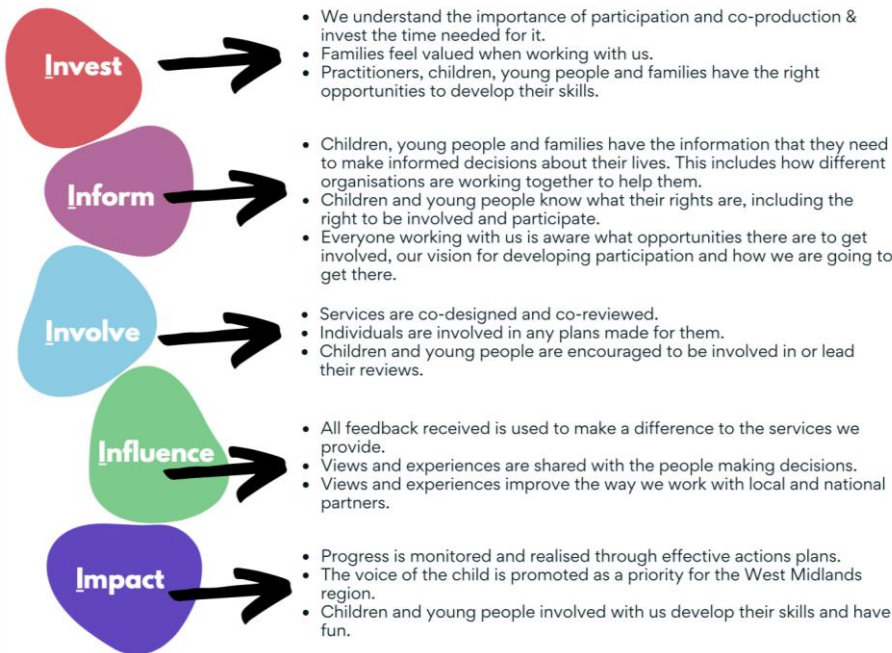 Invest
• We understand the importance of participation and co-production &
invest the time needed for it.
• Families feel valued when working with us.
• Practitioners, children, young people and families have the right
opportunities to develop their skills.
Inform
• Children, young people and families have the information that they need
to make informed decisions about their lives. This includes how different
organisations are working together to help them.
• Children and young people know what their rights are, including the
right to be involved and participate.
• Everyone working with us is aware what opportunities there are to get
involved, our vision for developing participation and how we are going to
get there.
Involve
• Services are co-designed and co-reviewed.
• Individuals are involved in any plans made for them.
• Children and young people are encouraged to be involved in or lead
their reviews.
Influence
• All feedback received is used to make a difference to the services we
provide.
• Views and experiences are shared with the people making decisions.
• Views and experiences improve the way we work with local and national
partners.
Impact
• Progress is monitored and realised through effective actions plans.
• The voice of the child is promoted as a priority for the West Midlands
region.
• Children and young people involved with us develop their skills and have
fun.